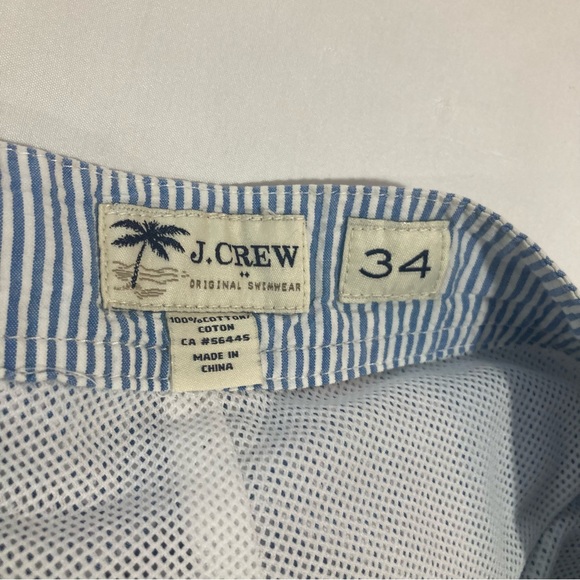 J.CREW
ORIGINAL SWIMWEAR
34
100%COTTON/
COTON
CA #56445
MADE IN
CHINA